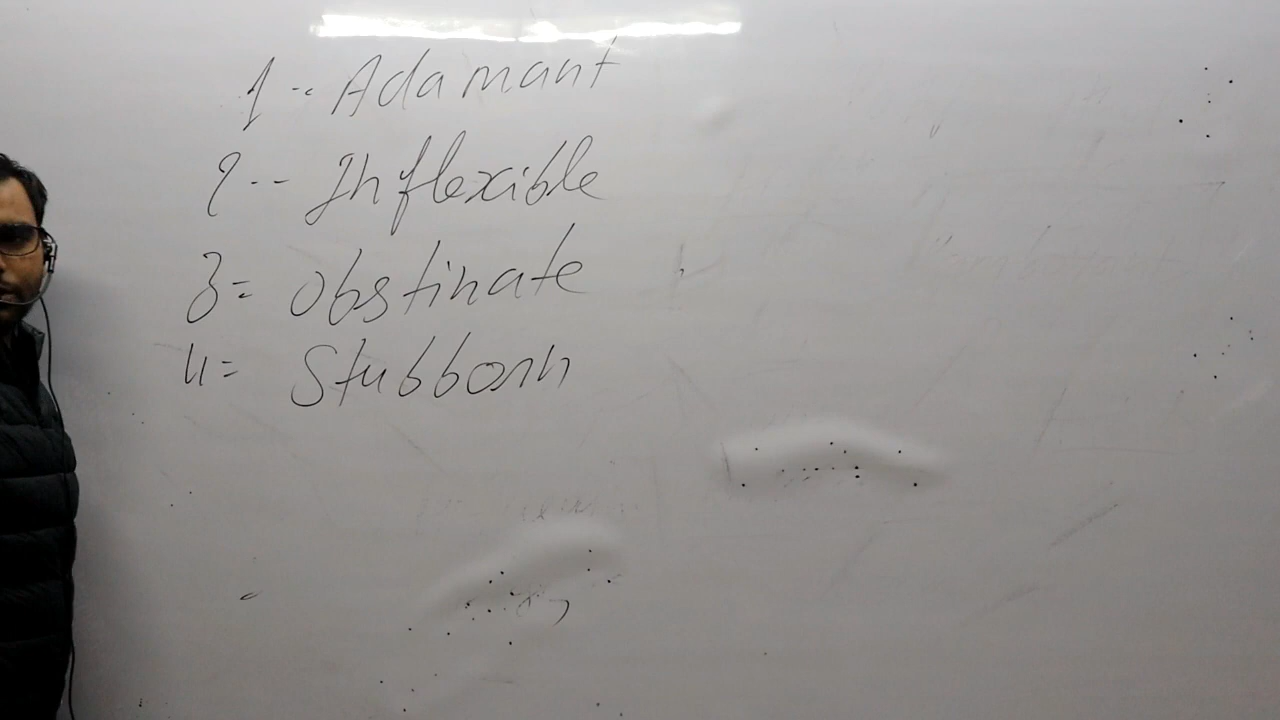 1-- Adamant
2-- Inflexible
3= Obstinate
4= Stubborn